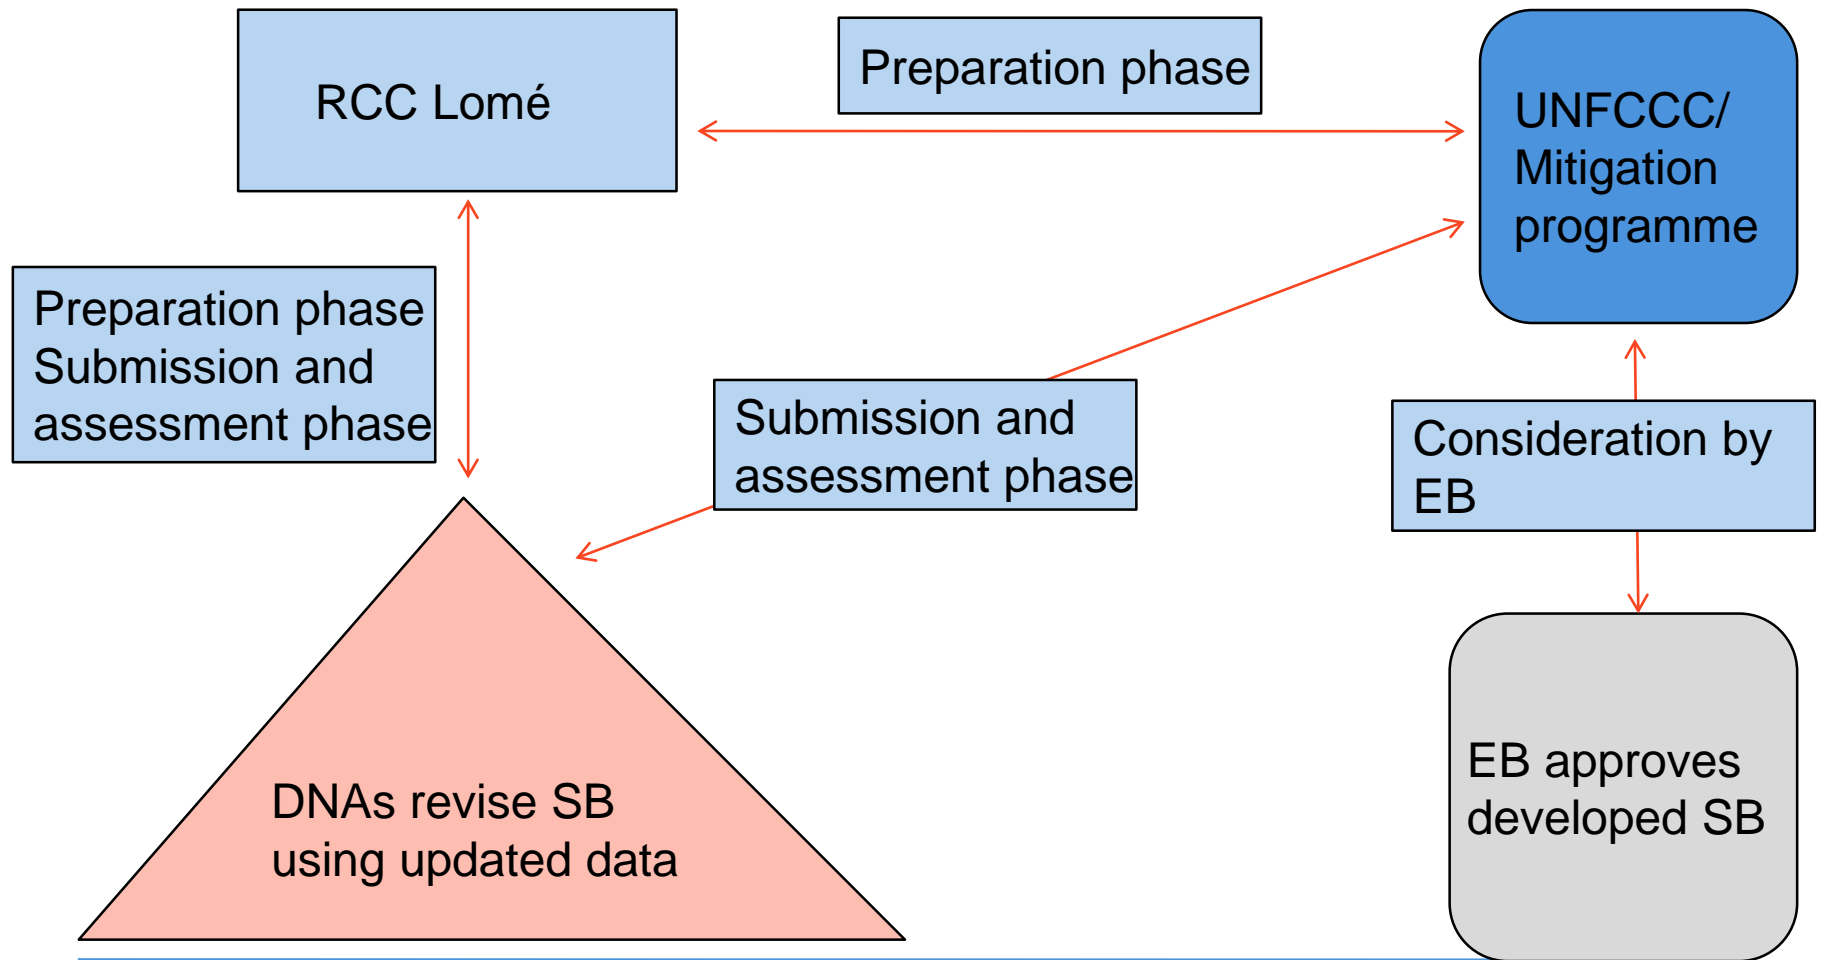 RCC Lomé
Preparation phase
UNFCCC/
Mitigation
programme
Preparation phase
Submission and
assessment phase
Submission and
assessment phase
Consideration by
EB
DNAs revise SB
using updated data
EB approves
developed SB